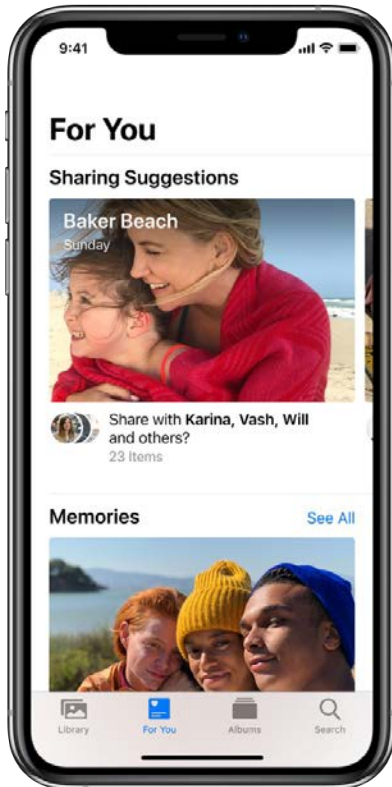 9:41
For You
Sharing Suggestions
Baker Beach
Sunday
Share with Karina, Vash, Will
and others?
23 Items
Memories
See All
Library
For You
Albums
Search